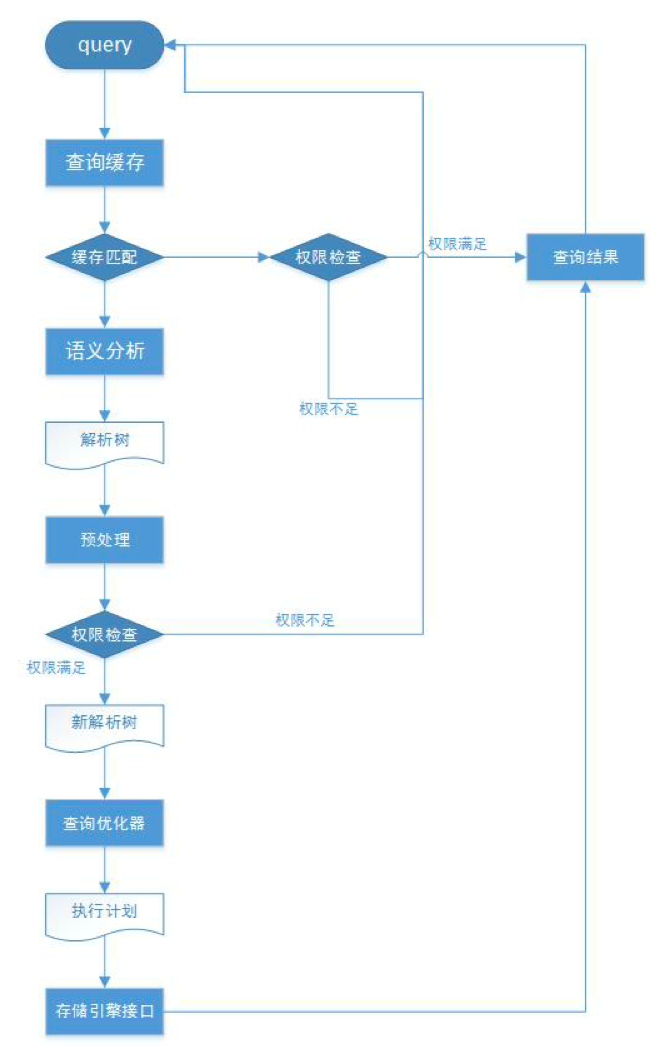 query
查询缓存
缓存匹配
权限检查
权限满足
查询结果
语义分析
权限不足
解析树
预处理
权限检查
权限不足
权限满足
新解析树
查询优化器
执行计划
存储引擎接口